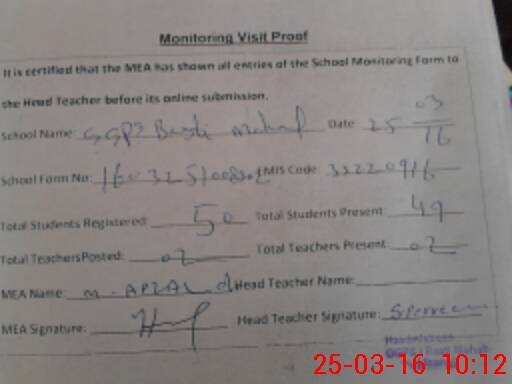 Monitoring Visit Proof
It is certified that the MEA has shown all entries of the School Monitoring Form to
the Head Teacher before its online submission.
School Name: GGPS Basti Date: 25 03/16
School Form No: EMIS Code: 32220916
Total Students Registered: 50 Total Students Present: 49
Total Teachers Posted: 02 Total Teachers Present: 02
MEA Name: M. AFZAL Head Teacher Name:
MEA Signature: Head Teacher Signature:
Headmistress
25-03-16 10:12